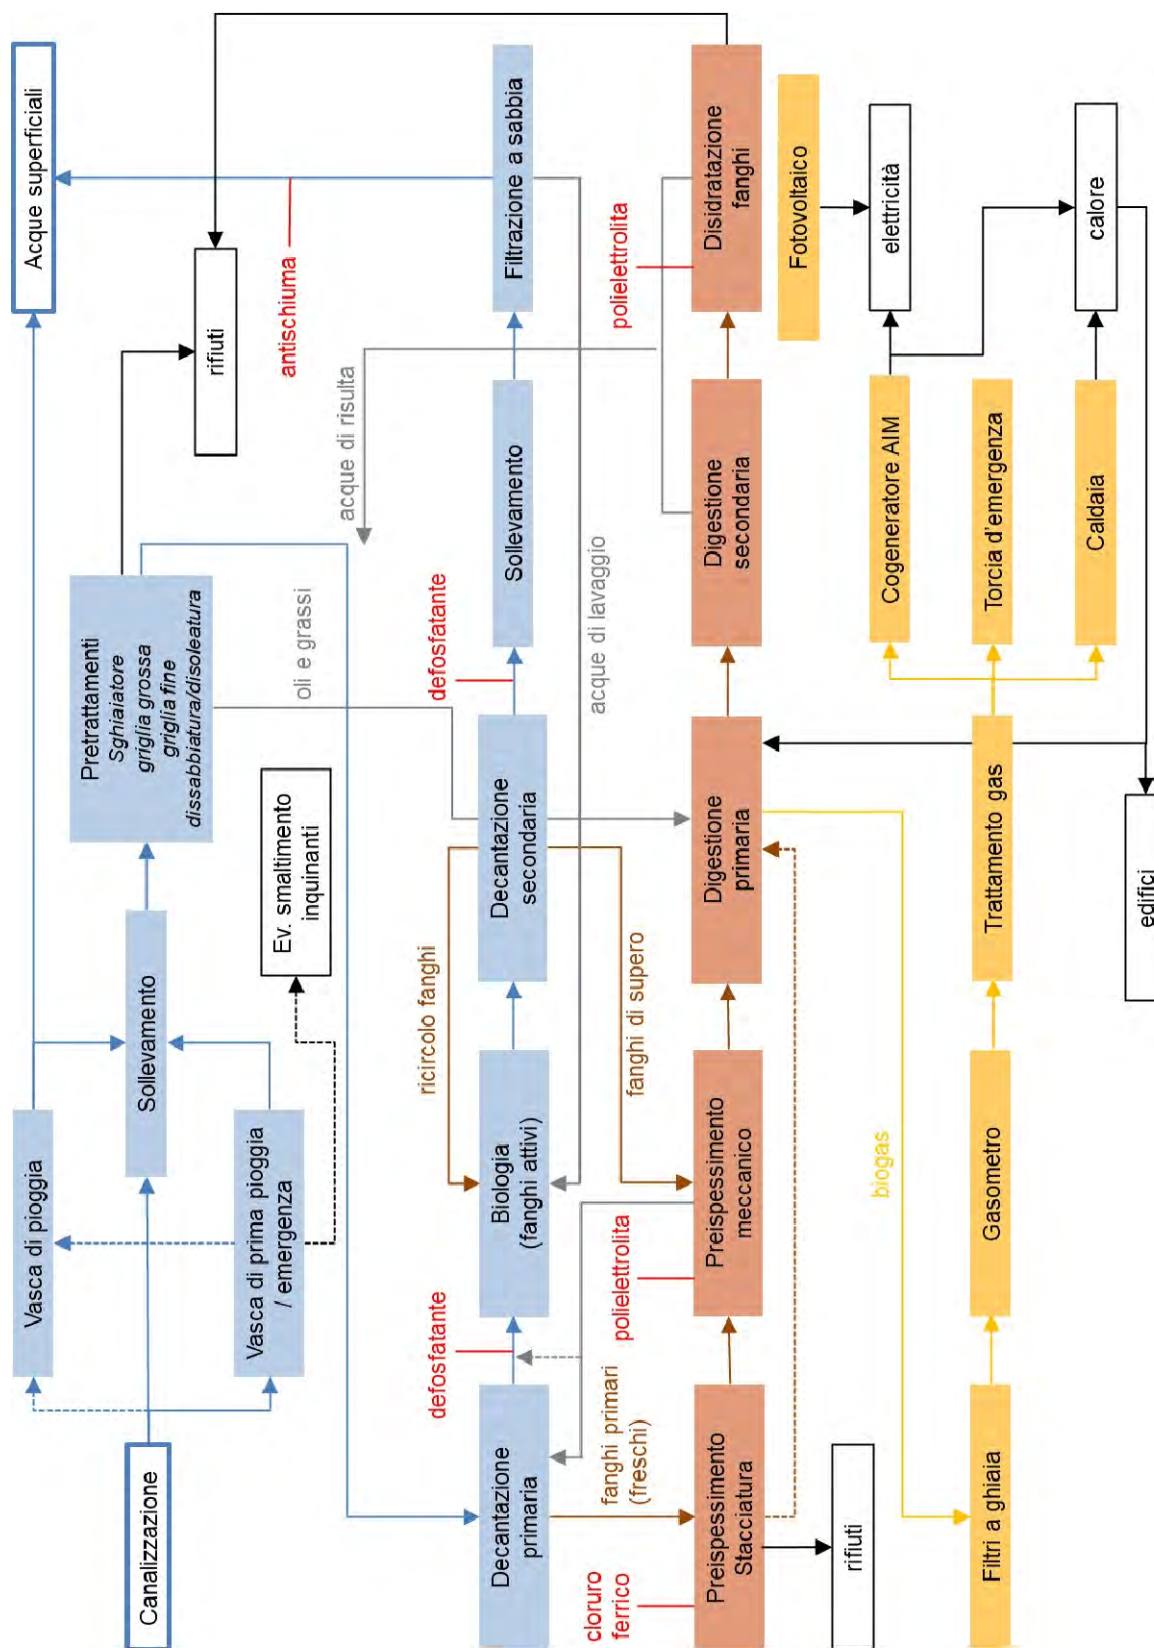 Canalizzazione
Vasca di pioggia
Vasca di prima pioggia
/ emergenza
Sollevamento
Ev. smaltimento
inquinanti
Pretrattamenti
Sghiaiatore
griglia grossa
griglia fine
dissabbiatura/disoleatura
rifiuti
Acque superficiali
oli e grassi
acque di risulta
antischiuma
defosfatante
ricircolo fanghi
defosfatante
Decantazione
primaria
Biologia
(fanghi attivi)
Decantazione
secondaria
Sollevamento
Filtrazione a sabbia
cloruro
ferrico
fanghi primari
(freschi)
polielettrolita
fanghi di supero
acque di lavaggio
polielettrolita
Preispessimento
Stacciatura
Preispessimento
meccanico
Digestione
primaria
Digestione
secondaria
Disidratazione
fanghi
rifiuti
biogas
Fotovoltaico
Cogeneratore AIM
elettricità
Filtri a ghiaia
Gasometro
Trattamento gas
Torcia d'emergenza
Caldaia
calore
edifici